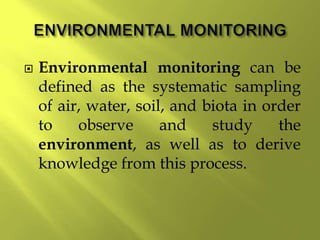 ENVIRONMENTAL MONITORING
Environmental monitoring can be
defined as the systematic sampling
of air, water, soil, and biota in order
to observe and study the
environment, as well as to derive
knowledge from this process.